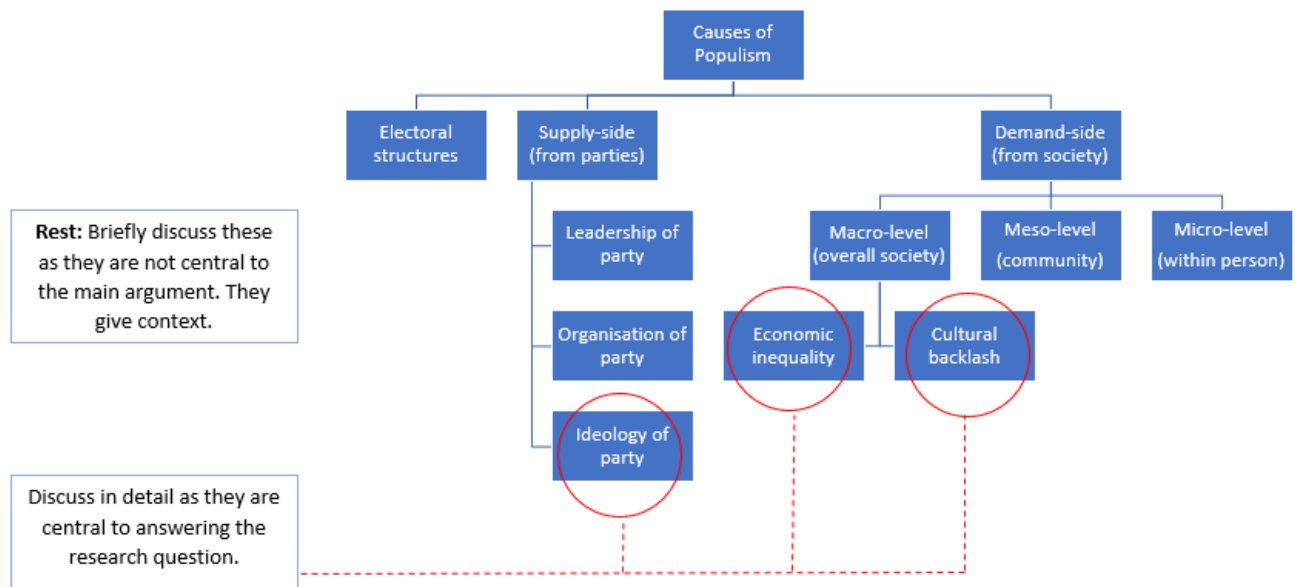 Causes of
Populism
Electoral
structures
Supply-side
(from parties)
Demand-side
(from society)
Rest: Briefly discuss these
as they are not central to
the main argument. They
give context.
Leadership of
party
Macro-level
(overall society)
Meso-level
(community)
Micro-level
(within person)
Organisation of
party
Economic
inequality
Cultural
backlash
Ideology of
party
Discuss in detail as they are
central to answering the
research question.